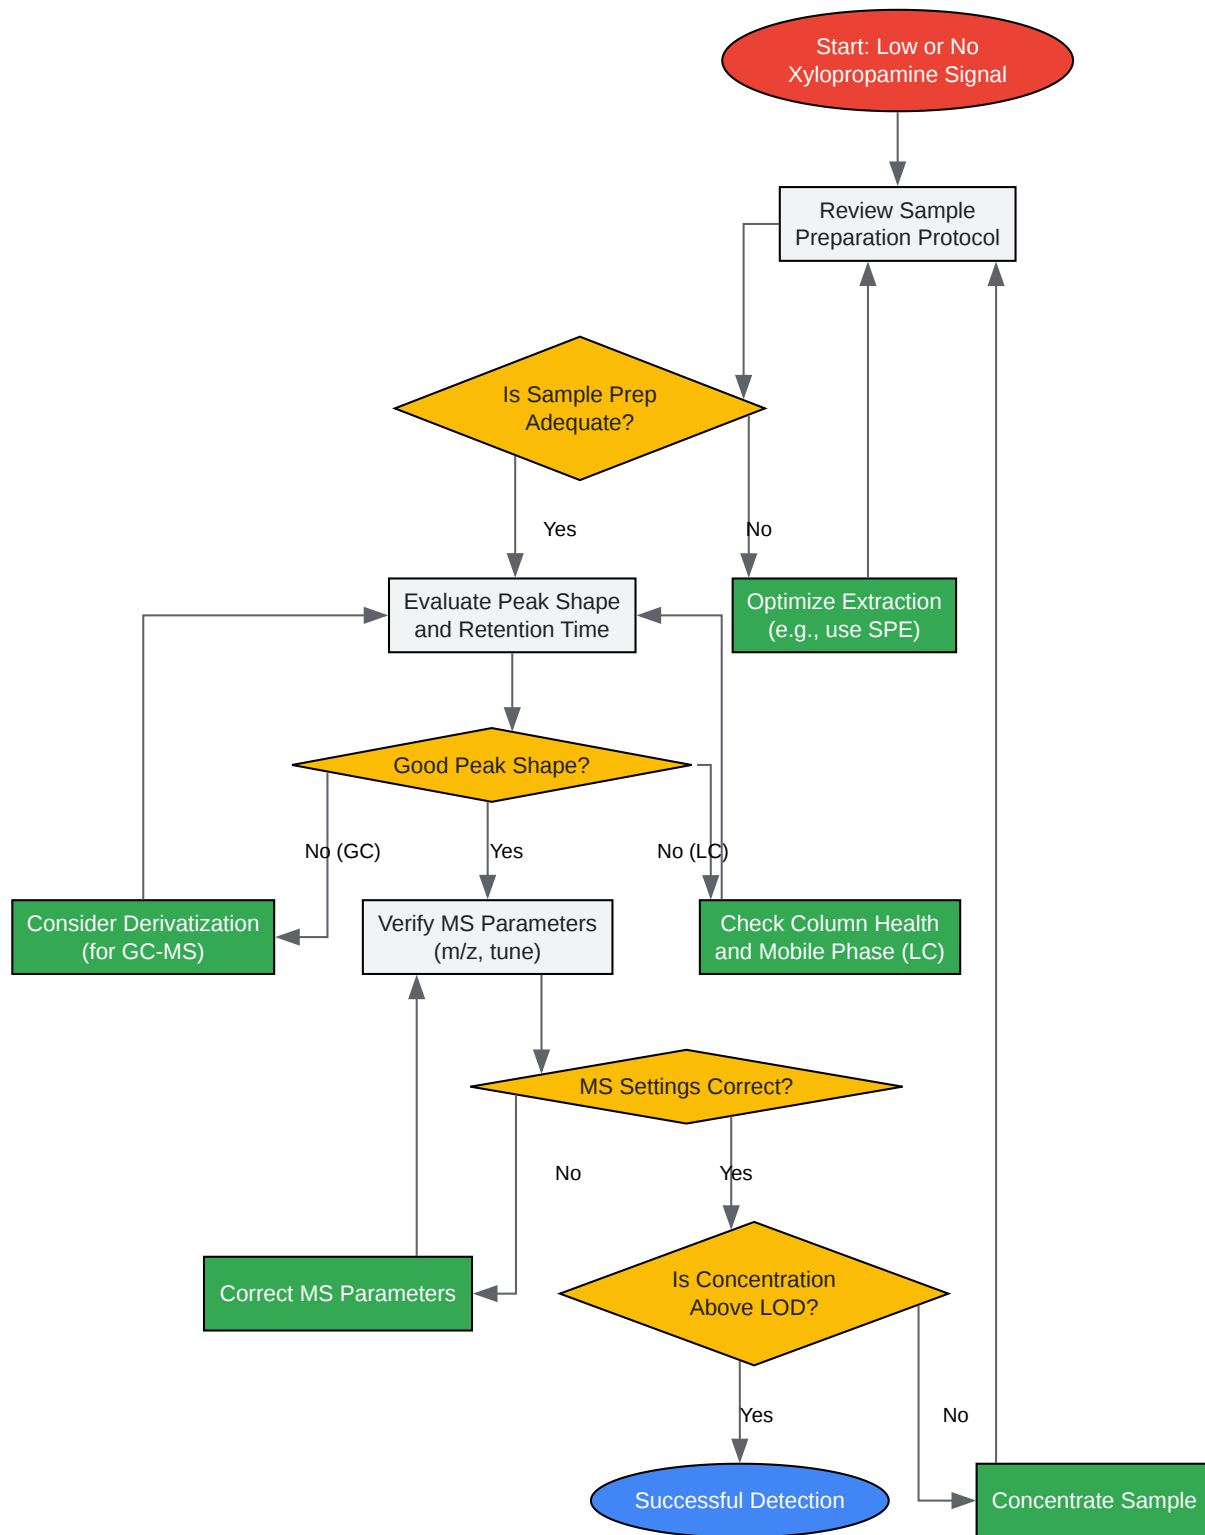 Start: Low or No
Xylopropamine Signal
Review Sample
Preparation Protocol
Is Sample Prep
Adequate?
Yes
No
Evaluate Peak Shape
and Retention Time
Optimize Extraction
(e.g., use SPE)
Good Peak Shape?
No (GC)
Yes
No (LC)
Consider Derivatization
(for GC-MS)
Verify MS Parameters
(m/z, tune)
Check Column Health
and Mobile Phase (LC)
MS Settings Correct?
No
Yes
Correct MS Parameters
Is Concentration
Above LOD?
Yes
No
Successful Detection
Concentrate Sample